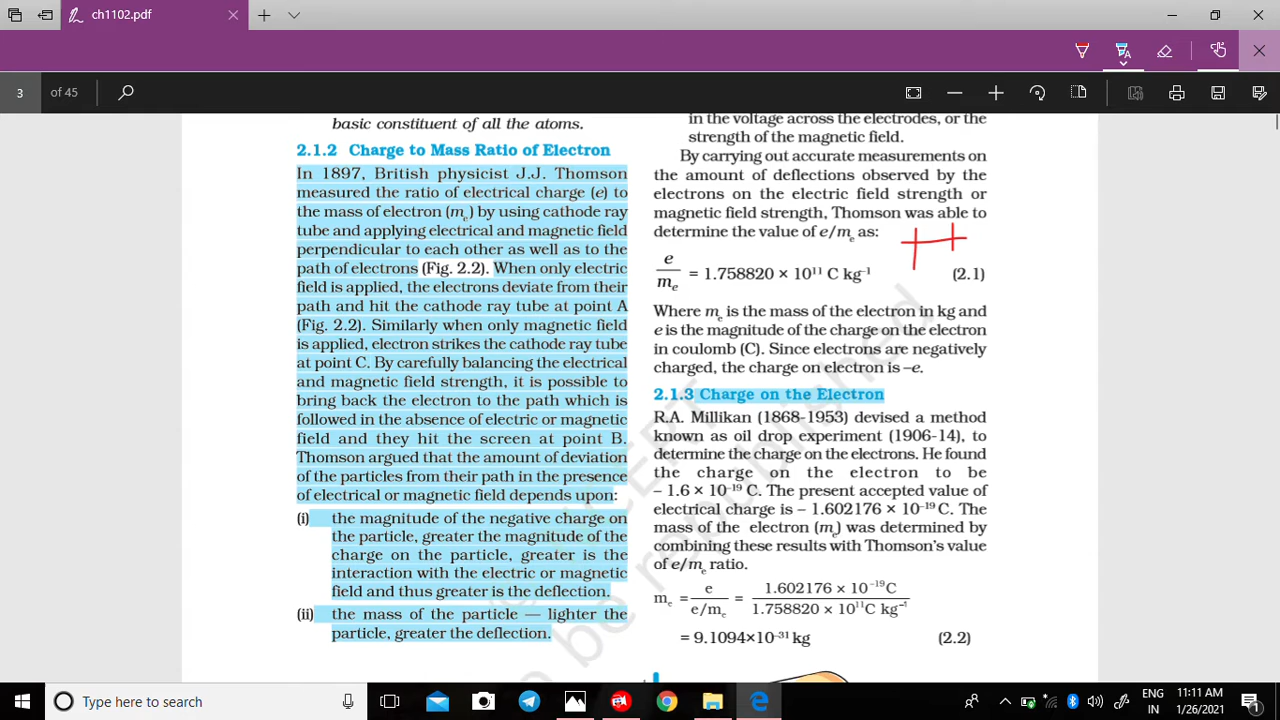 ch1102.pdf
3 of 45
basic constituent of all the atoms.
2.1.2 Charge to Mass Ratio of Electron
In 1897, British physicist J.J. Thomson
measured the ratio of electrical charge (e) to
the mass of electron (mₑ) by using cathode ray
tube and applying electrical and magnetic field
perpendicular to each other as well as to the
path of electrons (Fig. 2.2). When only electric
field is applied, the electrons deviate from their
path and hit the cathode ray tube at point A
(Fig. 2.2). Similarly when only magnetic field
is applied, electron strikes the cathode ray tube
at point C. By carefully balancing the electrical
and magnetic field strength, it is possible to
bring back the electron to the path which is
followed in the absence of electric or magnetic
field and they hit the screen at point B.
Thomson argued that the amount of deviation
of the particles from their path in the presence
of electrical or magnetic field depends upon:
(i) the magnitude of the negative charge on
the particle, greater the magnitude of the
charge on the particle, greater is the
interaction with the electric or magnetic
field and thus greater is the deflection.
(ii) the mass of the particle — lighter the
particle, greater the deflection.
in the voltage across the electrodes, or the
strength of the magnetic field.
By carrying out accurate measurements on
the amount of deflections observed by the
electrons on the electric field strength or
magnetic field strength, Thomson was able to
determine the value of e/mₑ as:
e/mₑ = 1.758820 × 10¹¹ C kg⁻¹ (2.1)
Where mₑ is the mass of the electron in kg and
e is the magnitude of the charge on the electron
in coulomb (C). Since electrons are negatively
charged, the charge on electron is –e.
2.1.3 Charge on the Electron
R.A. Millikan (1868-1953) devised a method
known as oil drop experiment (1906-14), to
determine the charge on the electrons. He found
the charge on the electron to be
– 1.6 × 10⁻¹⁹ C. The present accepted value of
electrical charge is – 1.602176 × 10⁻¹⁹ C. The
mass of the electron (mₑ) was determined by
combining these results with Thomson's value
of e/mₑ ratio.
mₑ = e / e/mₑ = 1.602176 × 10⁻¹⁹C / 1.758820 × 10¹¹C kg⁻¹
= 9.1094×10⁻³¹ kg (2.2)
be republished
Type here to search
ENG
IN
11:11 AM
1/26/2021
1